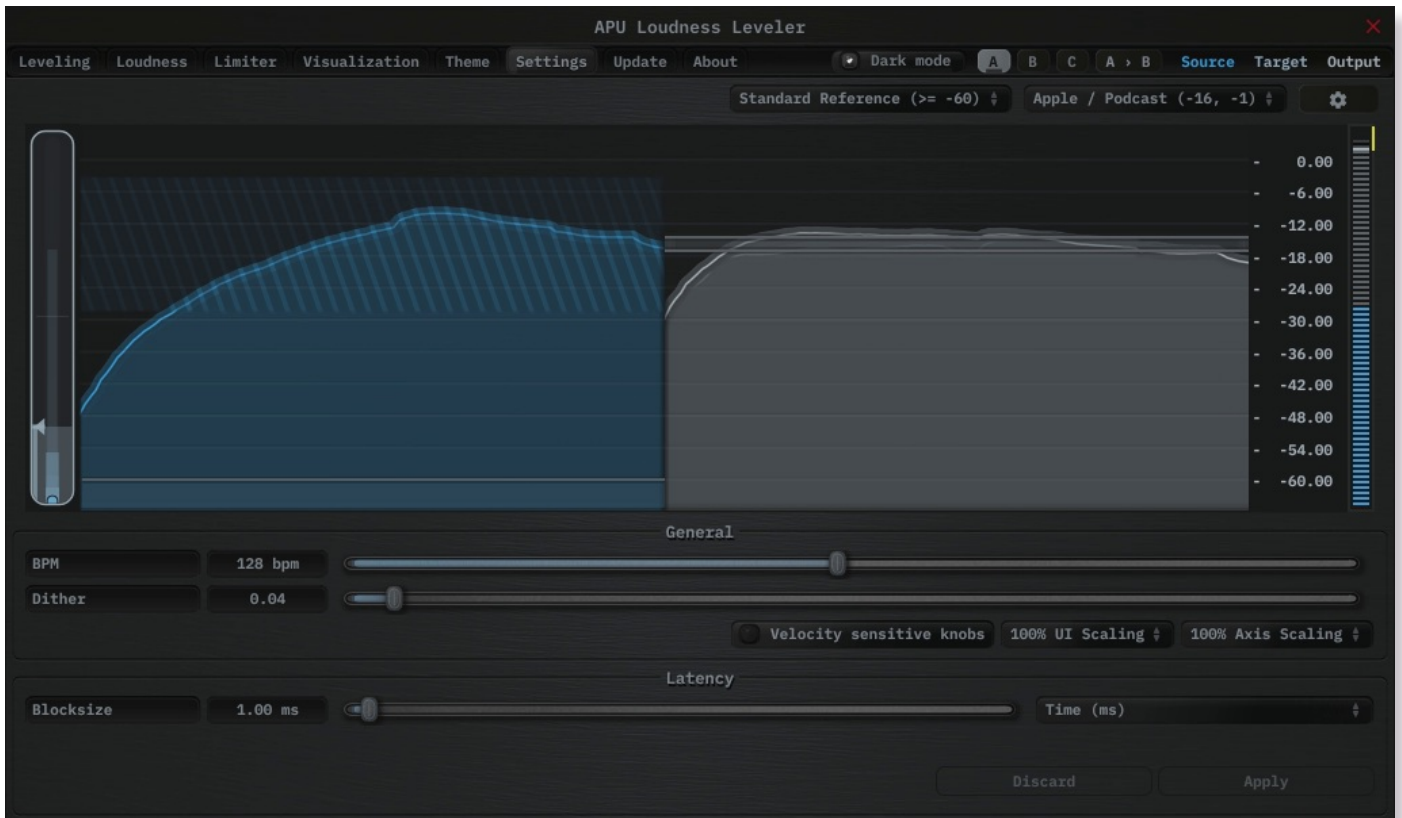 APU Loudness Leveler
Leveling Loudness Limiter Visualization Theme Settings Update About Dark mode A B C A › B Source Target Output
Standard Reference (>= -60) Apple / Podcast (-16, -1)
- 0.00
- -6.00
- -12.00
- -18.00
- -24.00
- -30.00
- -36.00
- -42.00
- -48.00
- -54.00
- -60.00
General
BPM 128 bpm
Dither 0.04
Velocity sensitive knobs 100% UI Scaling 100% Axis Scaling
Latency
Blocksize 1.00 ms Time (ms)
Discard Apply